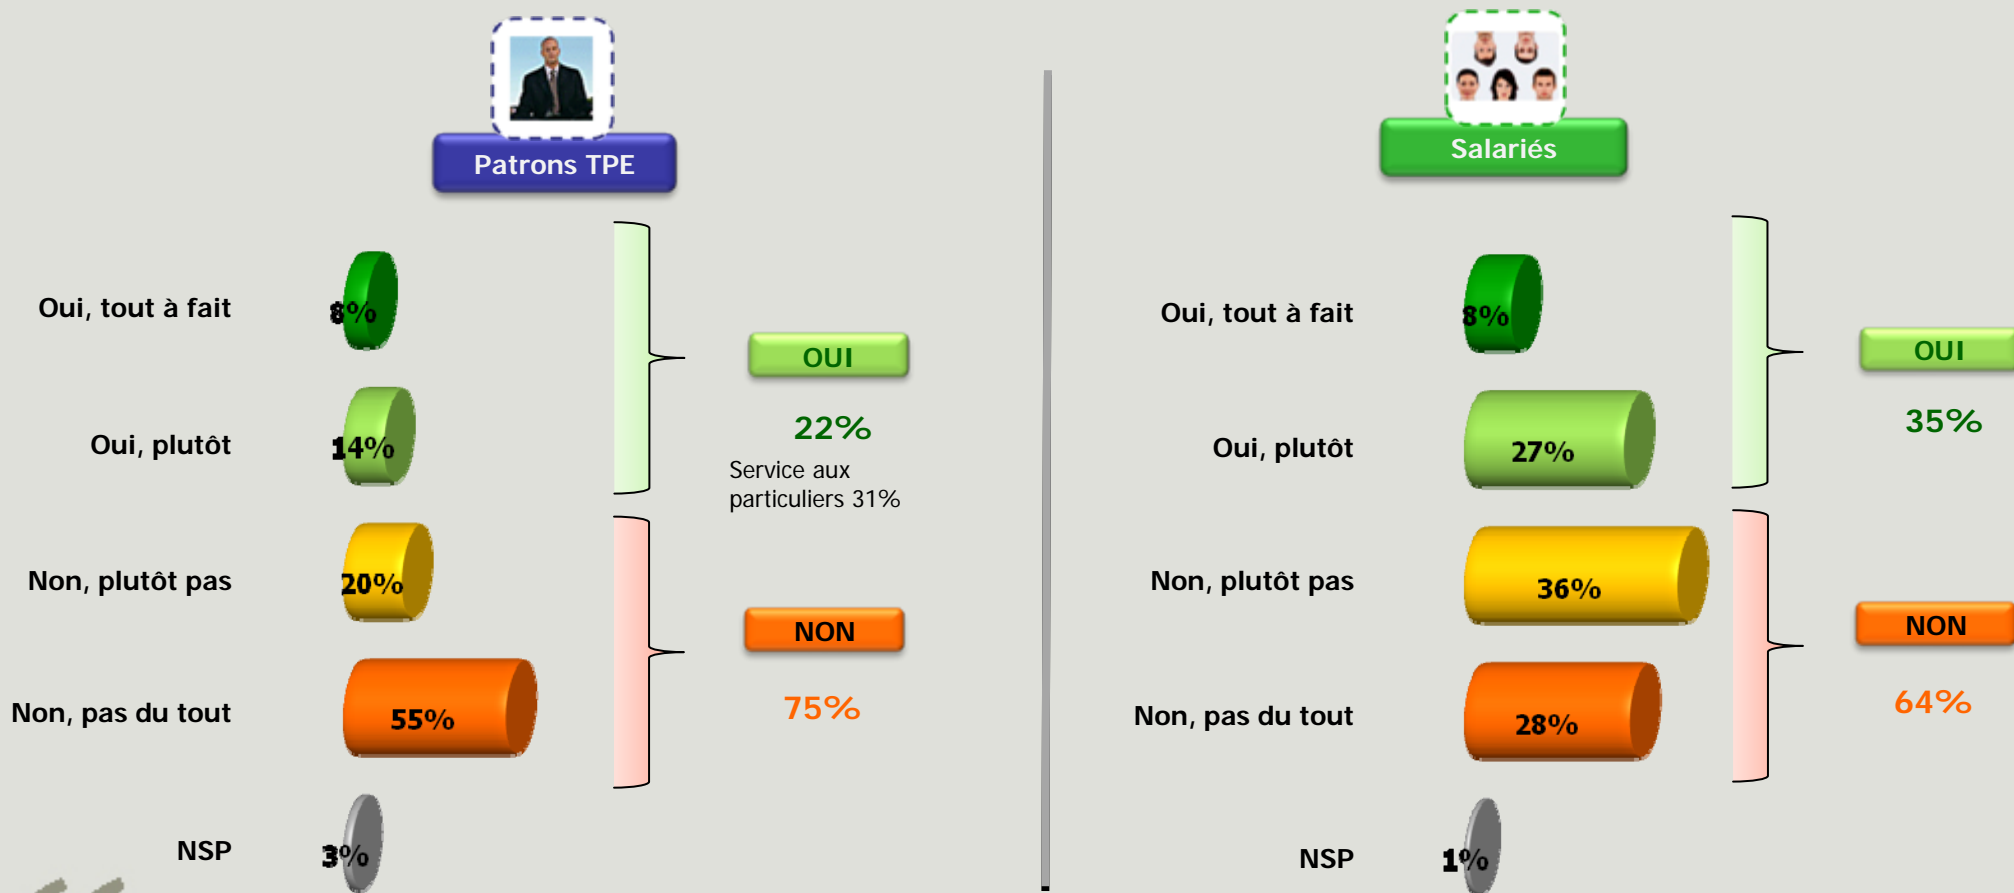 Patrons TPE
Oui, tout à fait
8%
Oui, plutôt
14%
Non, plutôt pas
20%
Non, pas du tout
55%
NSP
3%
OUI
22%
Service aux
particuliers 31%
NON
75%
Salariés
Oui, tout à fait
8%
Oui, plutôt
27%
Non, plutôt pas
36%
Non, pas du tout
28%
NSP
1%
OUI
35%
NON
64%